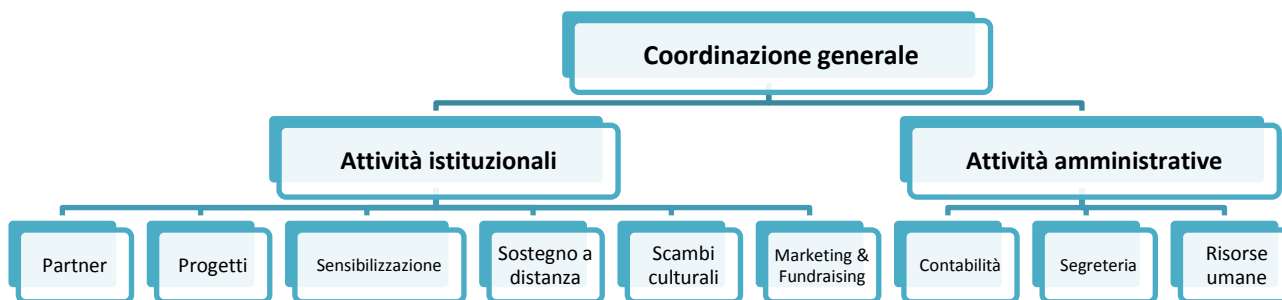 Coordinazione generale
Attività istituzionali
Attività amministrative
Partner
Progetti
Sensibilizzazione
Sostegno a
distanza
Scambi
culturali
Marketing &
Fundraising
Contabilità
Segreteria
Risorse
umane